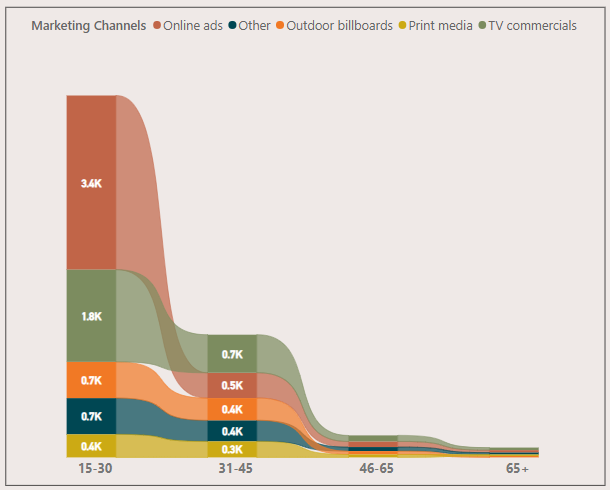 Marketing Channels Online ads Other Outdoor billboards Print media TV commercials
3.4K
1.8K
0.7K
0.7K
0.4K
0.7K
0.5K
0.4K
0.4K
0.3K
15-30 31-45 46-65 65+